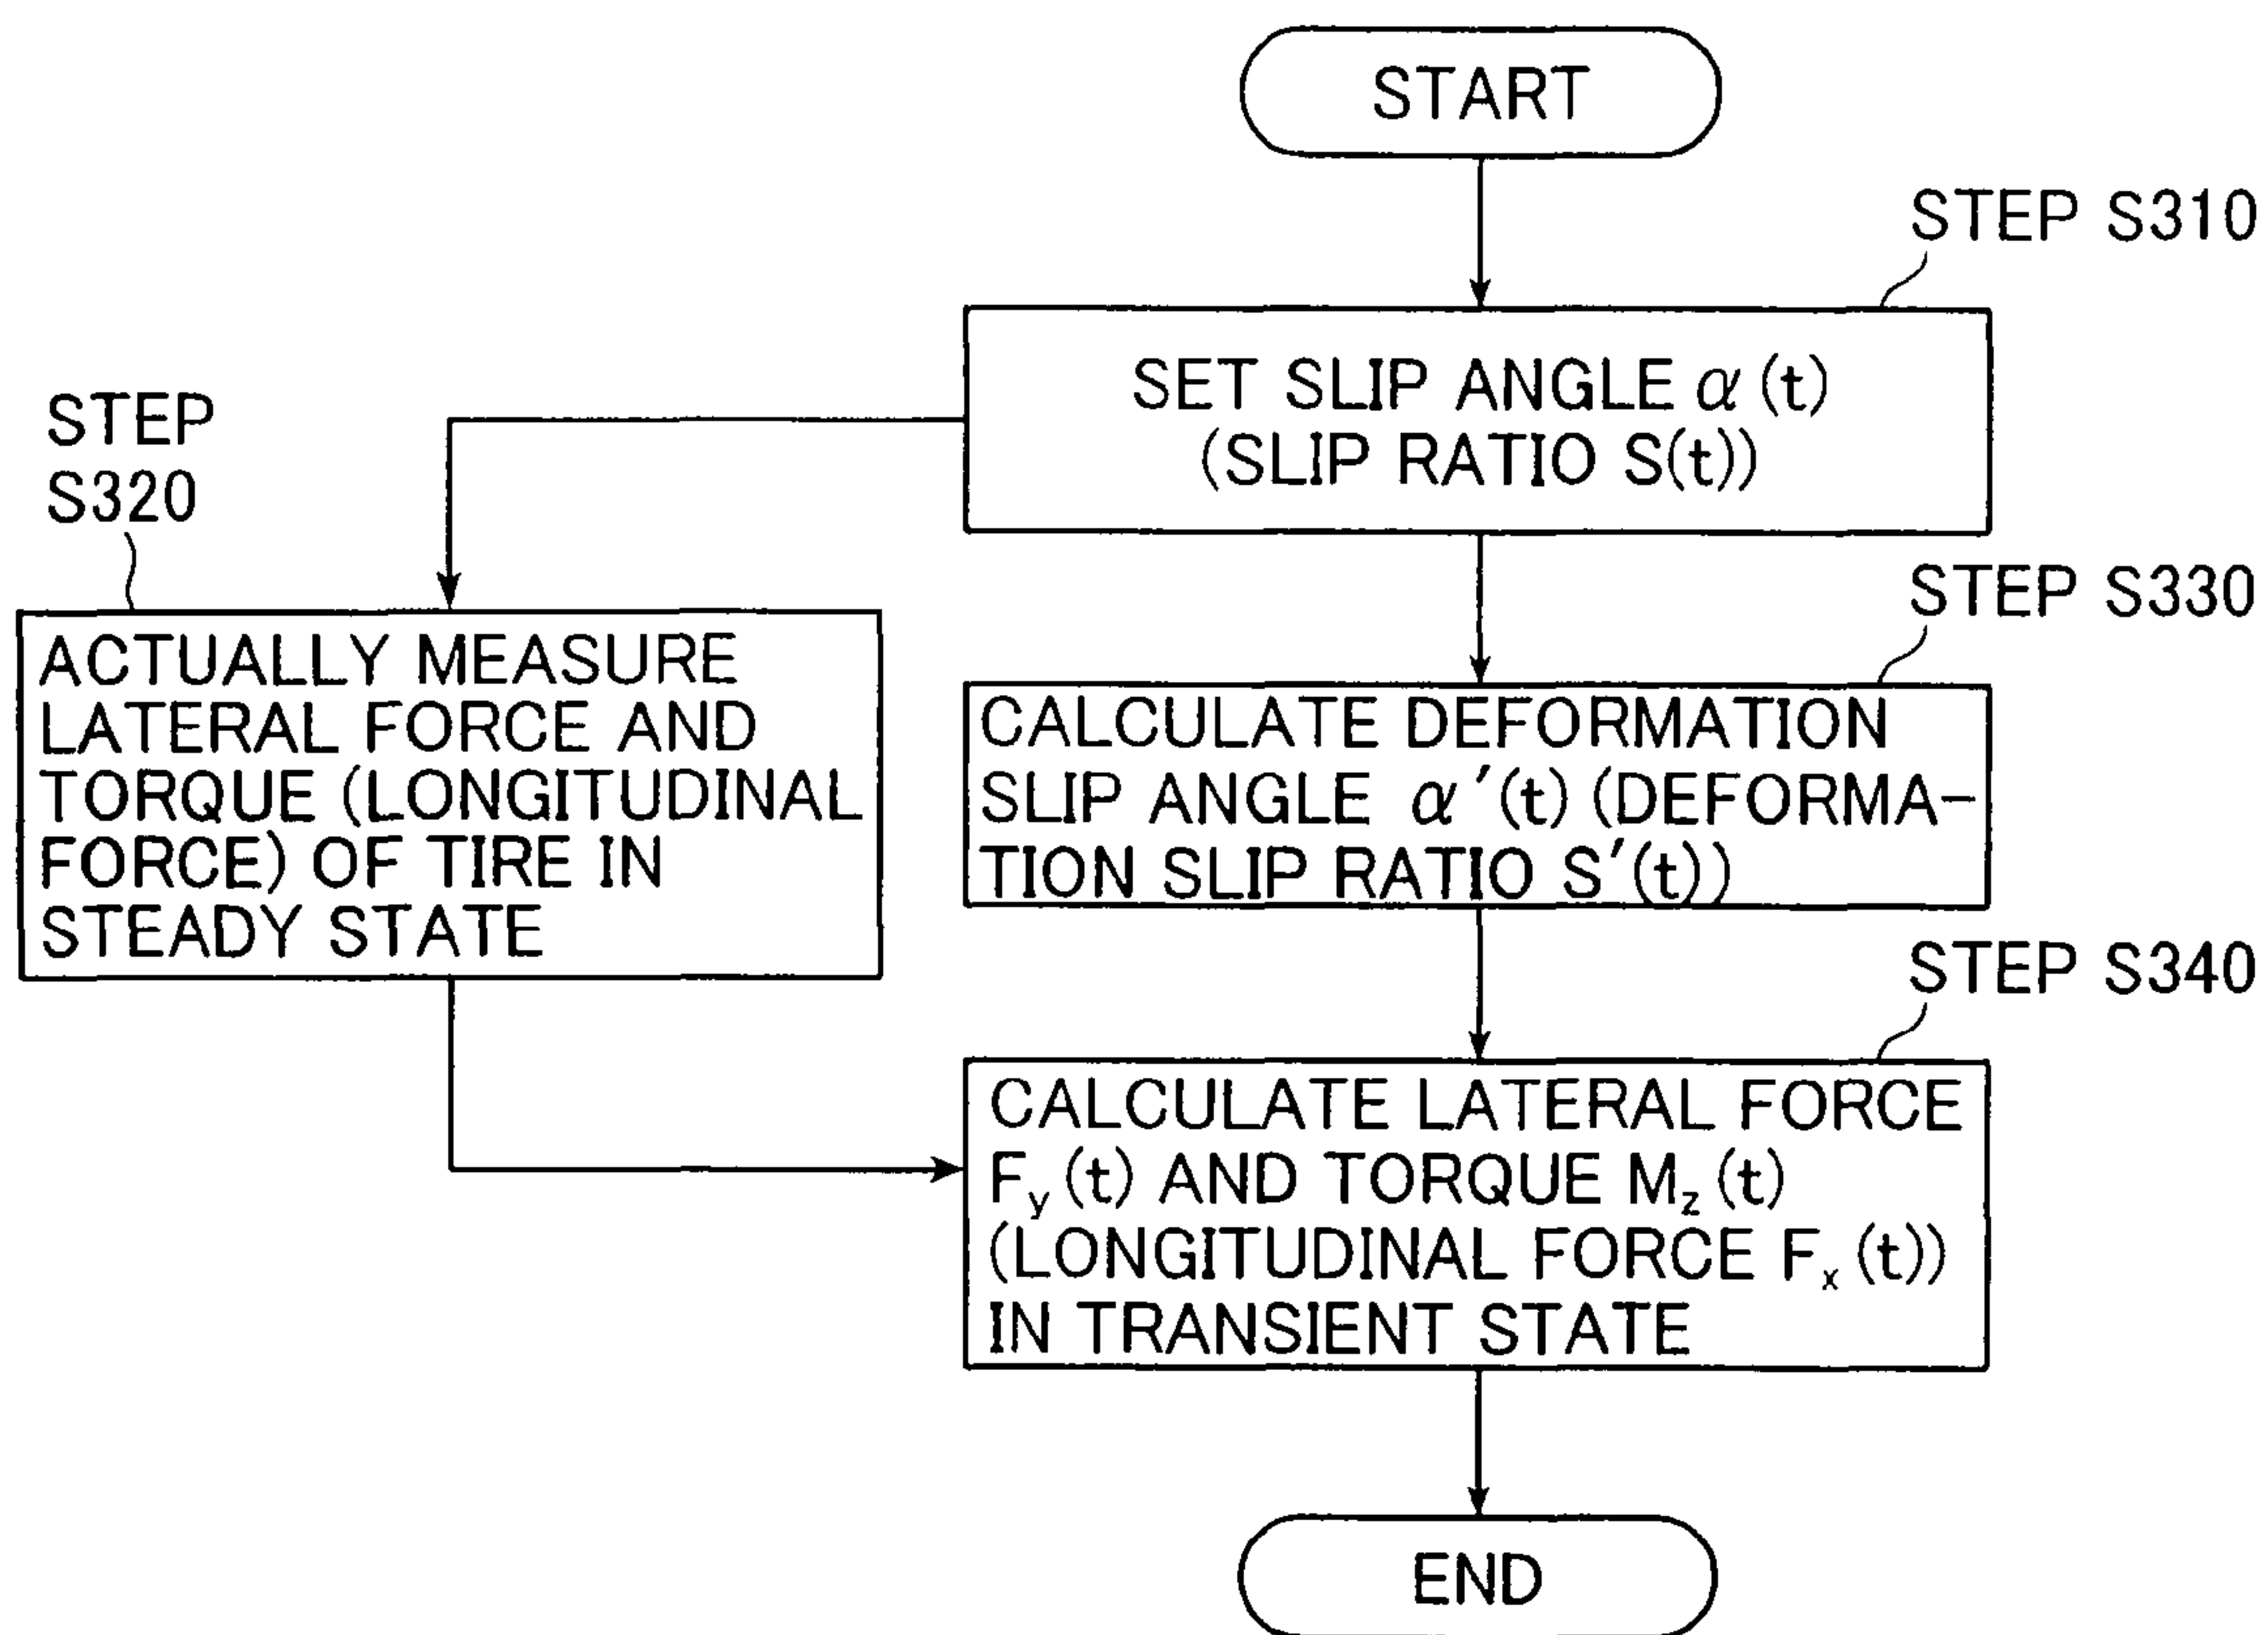 START
STEP S310
SET SLIP ANGLE α(t)
(SLIP RATIO S(t))
STEP
S320
ACTUALLY MEASURE
LATERAL FORCE AND
TORQUE (LONGITUDINAL
FORCE) OF TIRE IN
STEADY STATE
STEP S330
CALCULATE DEFORMATION
SLIP ANGLE α'(t) (DEFORMA-
TION SLIP RATIO S'(t))
STEP S340
CALCULATE LATERAL FORCE
Fy(t) AND TORQUE Mz(t)
(LONGITUDINAL FORCE Fx(t))
IN TRANSIENT STATE
END